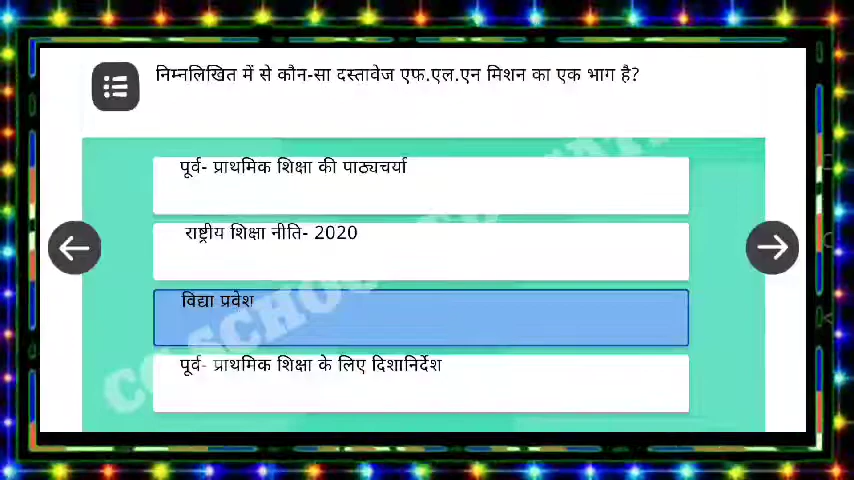 निम्नलिखित में से कौन-सा दस्तावेज एफ.एल.एन मिशन का एक भाग है?
पूर्व- प्राथमिक शिक्षा की पाठ्यचर्या
राष्ट्रीय शिक्षा नीति- 2020
विद्या प्रवेश
पूर्व- प्राथमिक शिक्षा के लिए दिशानिर्देश